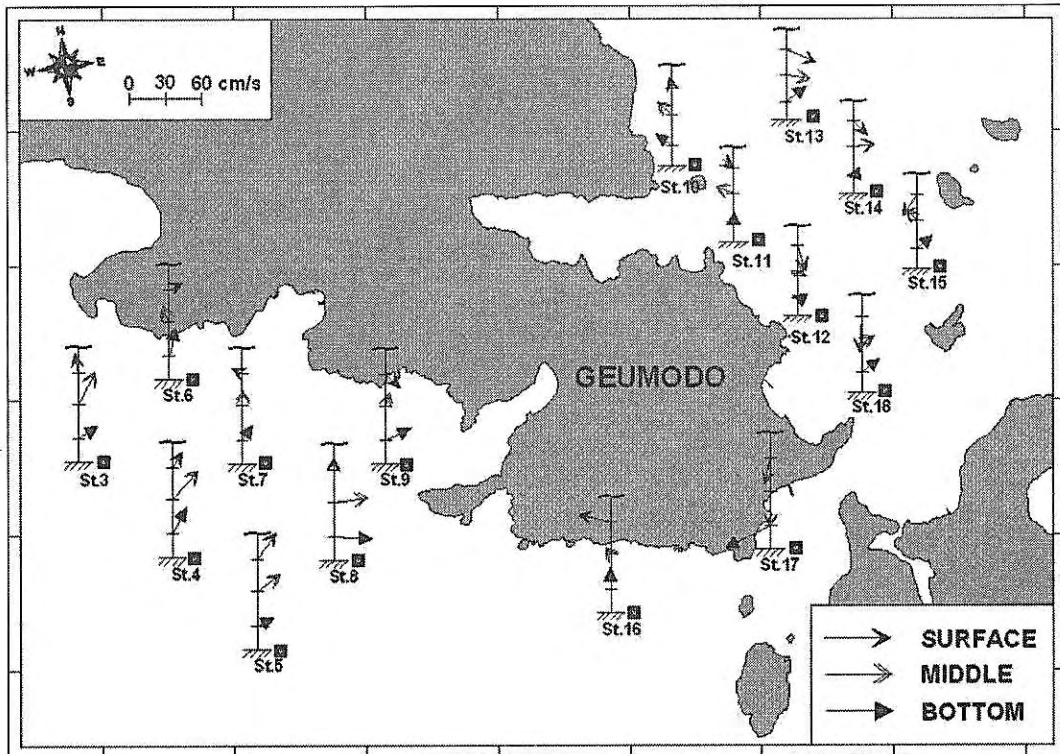 N
W E
S
0 30 60 cm/s
St.13
St.10
St.14
St.11
St.15
St.12
St.6
GEUMODO
St.18
St.3
St.7
St.9
St.4
St.8
St.17
St.16
St.5
SURFACE
MIDDLE
BOTTOM